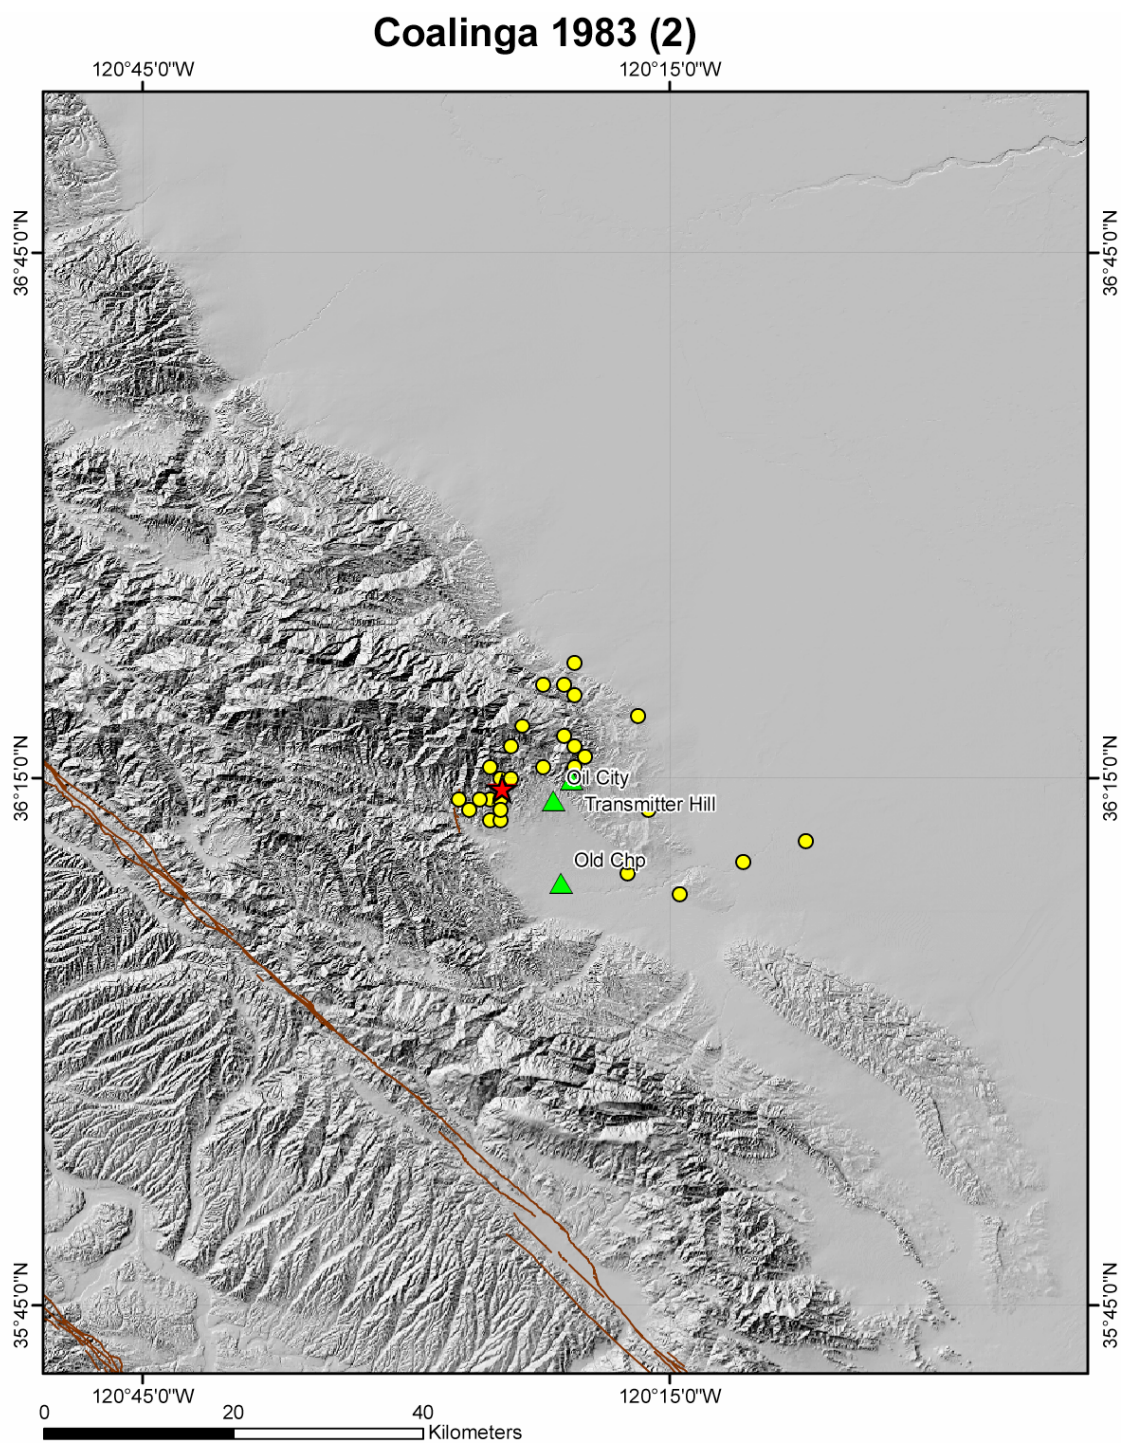 Coalinga 1983 (2)
120°45'0"W
120°15'0"W
36°45'0"N
36°45'0"N
Oil City
36°15'0"N
36°15'0"N
Transmitter Hill
Old Chp
35°45'0"N
35°45'0"N
120°45'0"W
120°15'0"W
0 20 40
Kilometers